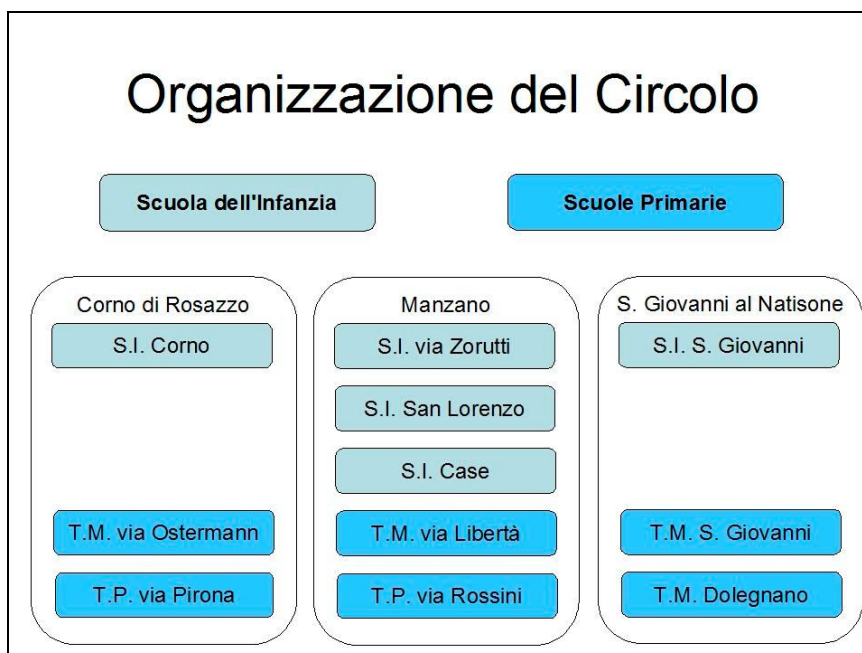 Organizzazione del Circolo
Scuola dell'Infanzia
Scuole Primarie
Corno di Rosazzo
S.I. Corno
T.M. via Ostermann
T.P. via Pirona
Manzano
S.I. via Zorutti
S.I. San Lorenzo
S.I. Case
T.M. via Libertà
T.P. via Rossini
S. Giovanni al Natisone
S.I. S. Giovanni
T.M. S. Giovanni
T.M. Dolegnano